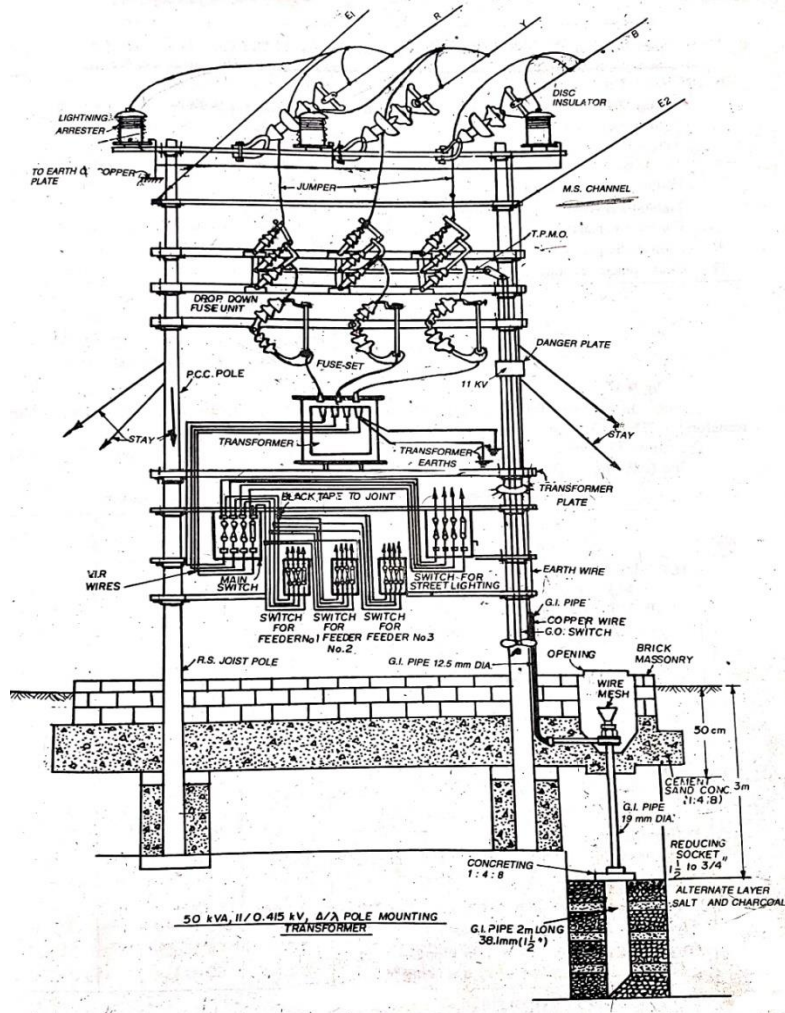 E1
R
Y
B
E2
LIGHTNING
ARRESTER
DISC
INSULATOR
TO EARTH
OPPER
PLATE
JUMPER
M.S. CHANNEL
T.P.M.O.
DROP DOWN
FUSE UNIT
DANGER PLATE
FUSE-SET
11 KV
P.C.C. POLE
STAY
STAY
TRANSFORMER
TRANSFORMER
EARTHS
TRANSFORMER
PLATE
BLACK TAPE TO JOINT
V.I.R
WIRES
MAIN
SWITCH
SWITCH FOR
STREET LIGHTING
EARTH WIRE
G.I. PIPE
COPPER WIRE
G.O. SWITCH
SWITCH
FOR
FEEDER No 1
SWITCH
FOR
FEEDER
No. 2
SWITCH
FOR
FEEDER No 3
R.S. JOIST POLE
G.I. PIPE 12.5 mm DIA.
OPENING
BRICK
MASSONRY
WIRE
MESH
50 cm
CEMENT
SAND CONC.
(1:4:8)
3m
G.I. PIPE
19 mm DIA.
REDUCING
SOCKET
1 1/2 to 3/4"
CONCRETING
1 : 4 : 8
ALTERNATE LAYER
SALT AND CHARCOAL
50 kVA, 11/0.415 kV, Δ/λ POLE MOUNTING
TRANSFORMER
G.I. PIPE 2m LONG
38.1mm (1 1/2")